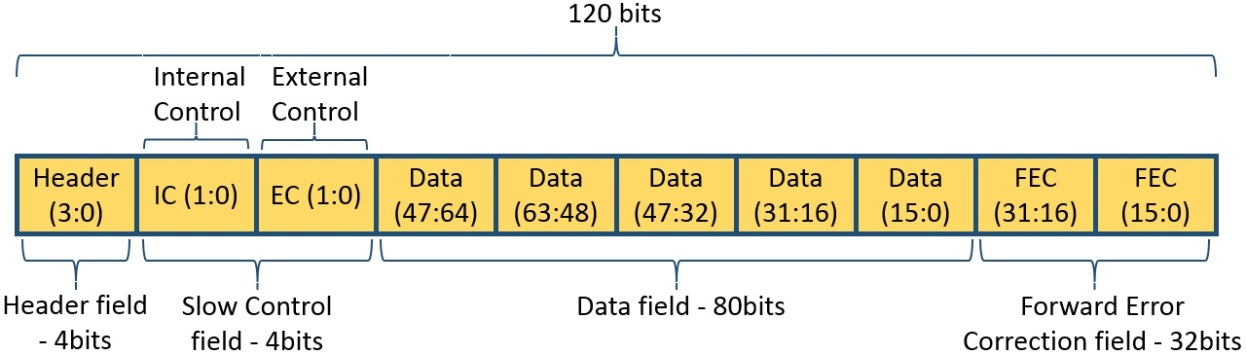 120 bits
Internal
Control
External
Control
Header
(3:0)
IC (1:0)
EC (1:0)
Data
(47:64)
Data
(63:48)
Data
(47:32)
Data
(31:16)
Data
(15:0)
FEC
(31:16)
FEC
(15:0)
Header field
- 4bits
Slow Control
field - 4bits
Data field - 80bits
Forward Error
Correction field - 32bits